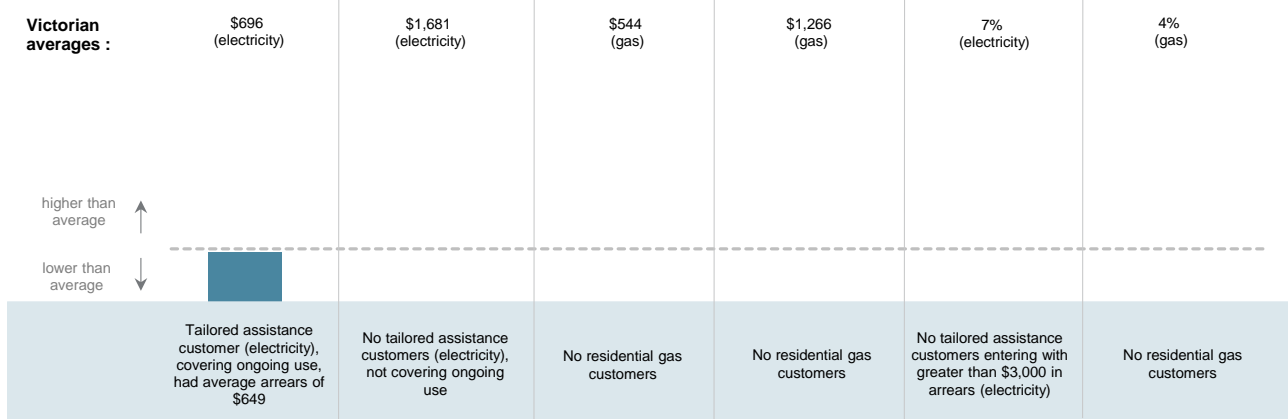 Victorian
averages :
$696
(electricity)
$1,681
(electricity)
$544
(gas)
$1,266
(gas)
7%
(electricity)
4%
(gas)
higher than
average
lower than
average
Tailored assistance
customer (electricity),
covering ongoing use,
had average arrears of
$649
No tailored assistance
customers (electricity),
not covering ongoing
use
No residential gas
customers
No residential gas
customers
No tailored assistance
customers entering with
greater than $3,000 in
arrears (electricity)
No residential gas
customers